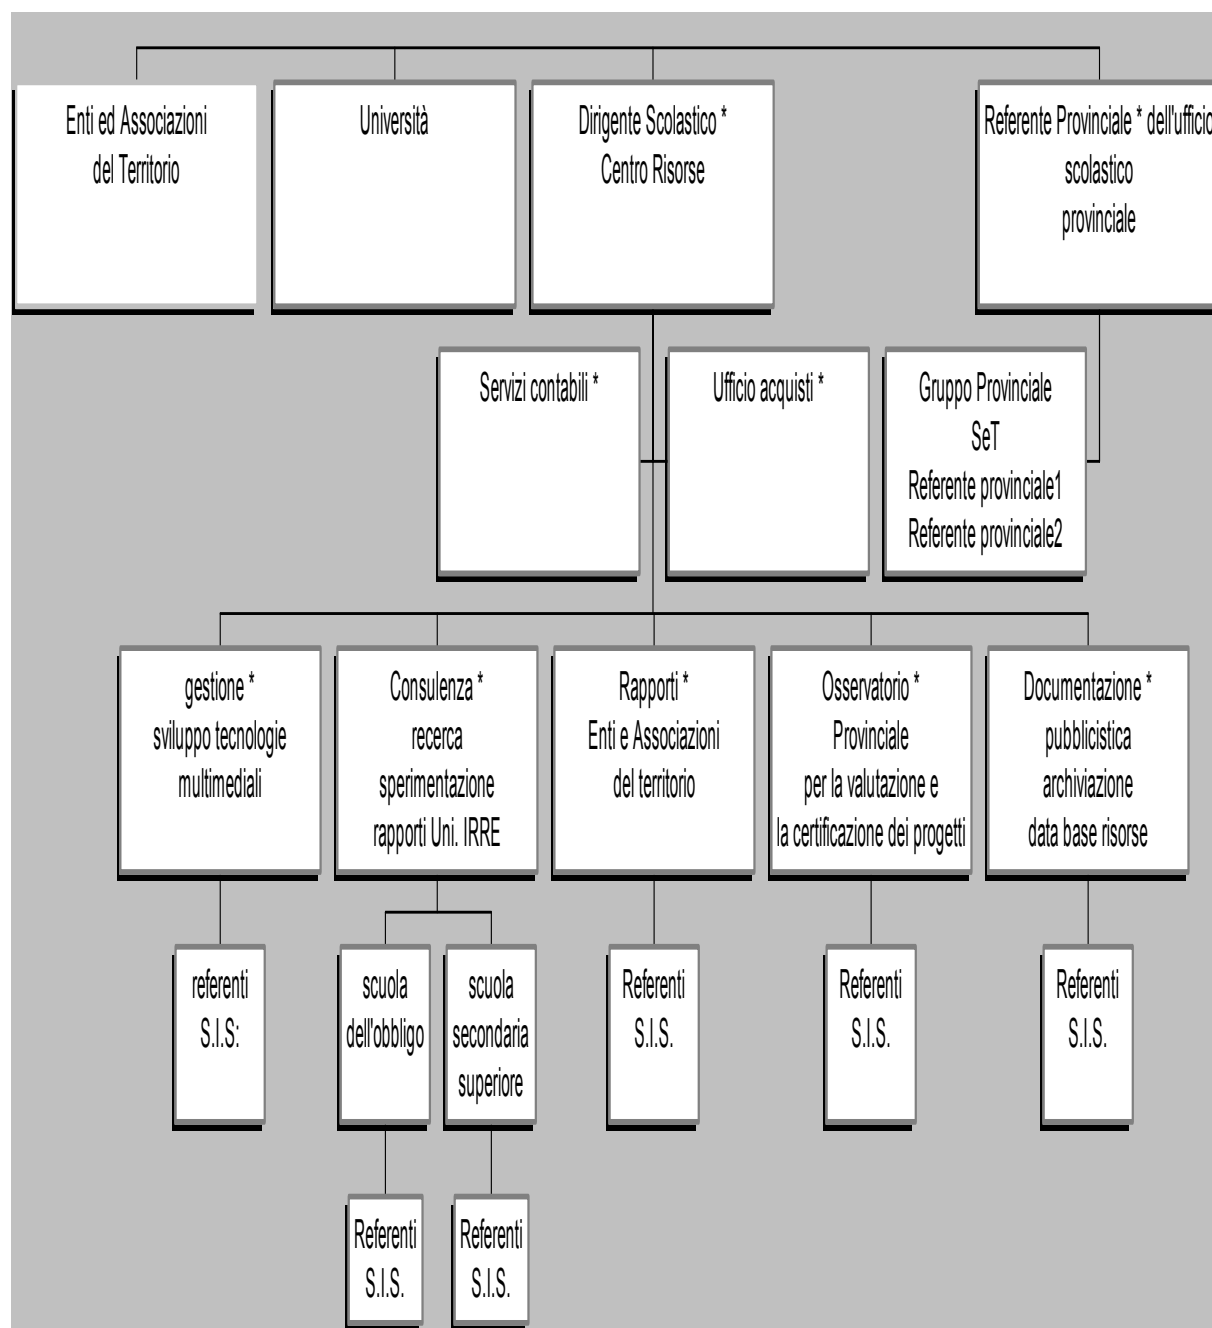 Enti ed Associazioni
del Territorio
Università
Dirigente Scolastico *
Centro Risorse
Referente Provinciale * dell'ufficio
scolastico
provinciale
Servizi contabili *
Ufficio acquisti *
Gruppo Provinciale
SeT
Referente provinciale1
Referente provinciale2
gestione *
sviluppo tecnologie
multimediali
Consulenza *
recerca
sperimentazione
rapporti Uni. IRRE
Rapporti *
Enti e Associazioni
del territorio
Osservatorio *
Provinciale
per la valutazione e
la certificazione dei progetti
Documentazione *
pubblicistica
archiviazione
data base risorse
referenti
S.I.S:
scuola
dell'obbligo
scuola
secondaria
superiore
Referenti
S.I.S.
Referenti
S.I.S.
Referenti
S.I.S.
Referenti
S.I.S.
Referenti
S.I.S.